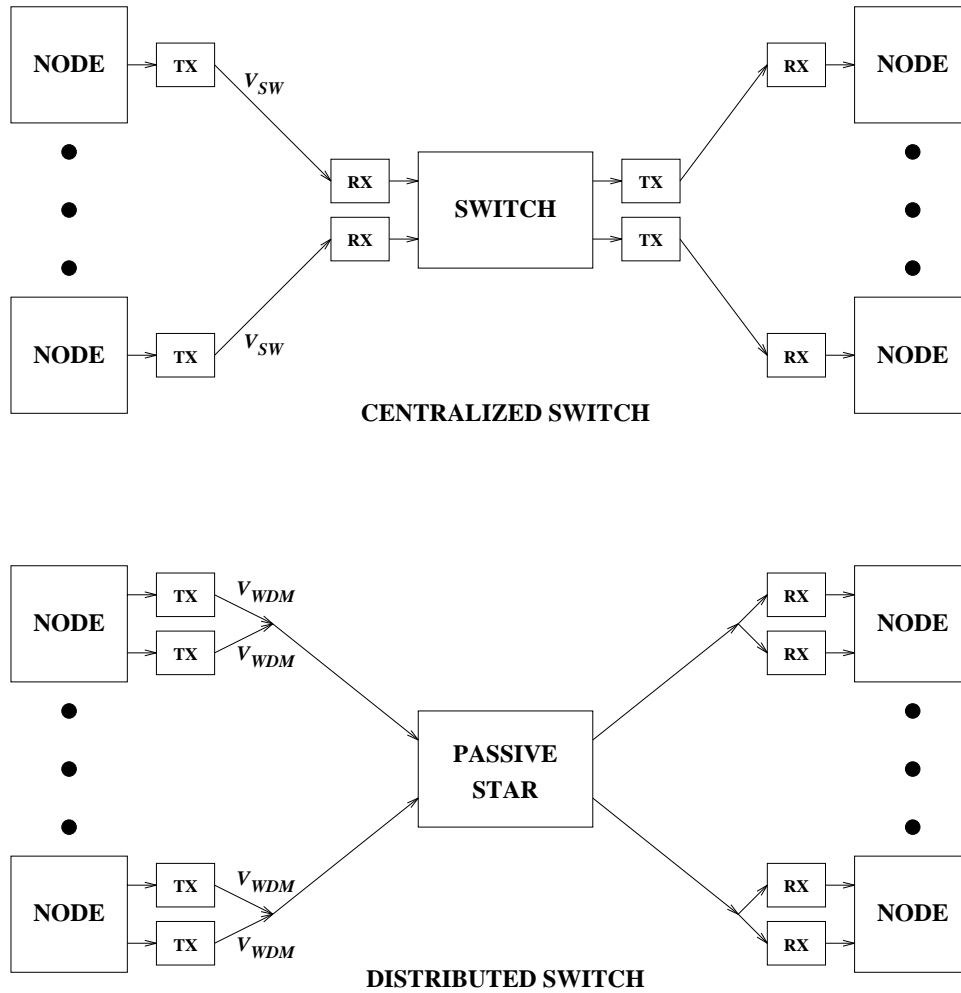 NODE
TX
V_SW
RX
NODE
RX
SWITCH
TX
RX
TX
NODE
TX
V_SW
RX
NODE
CENTRALIZED SWITCH
NODE
TX
V_WDM
TX
V_WDM
RX
RX
NODE
PASSIVE
STAR
NODE
TX
V_WDM
TX
V_WDM
RX
RX
NODE
DISTRIBUTED SWITCH